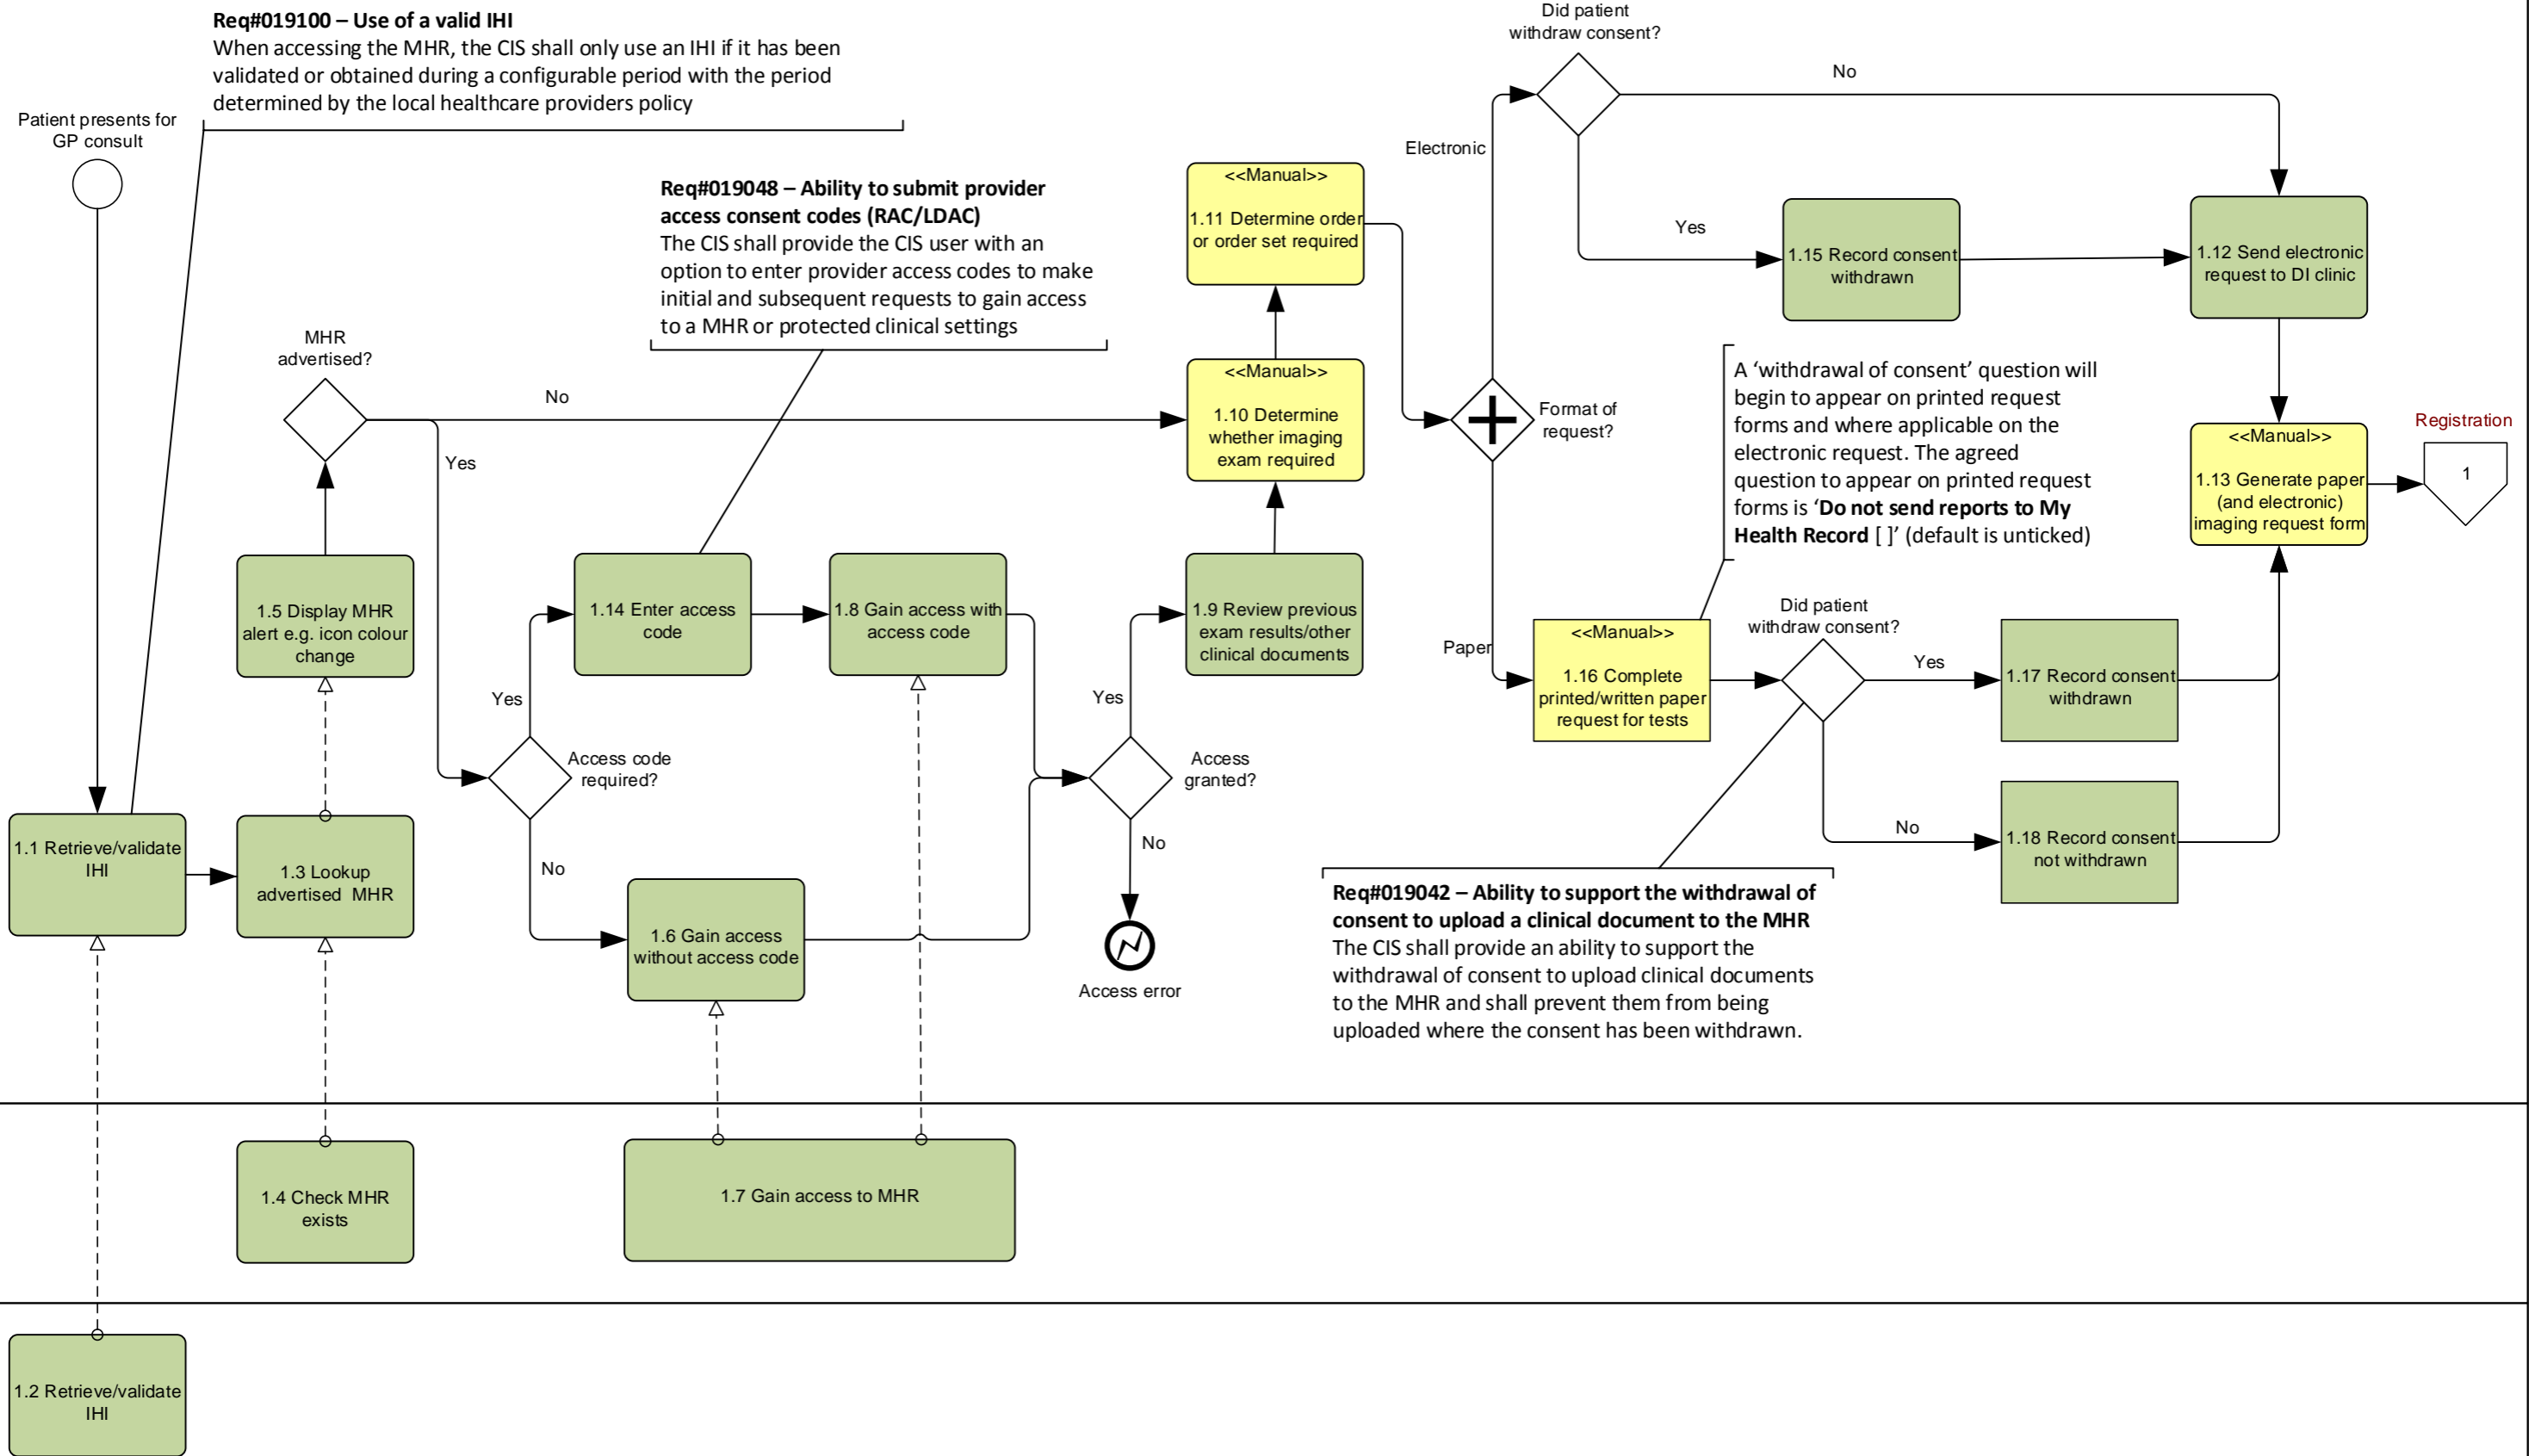 Req#019100 – Use of a valid IHI
When accessing the MHR, the CIS shall only use an IHI if it has been
validated or obtained during a configurable period with the period
determined by the local healthcare providers policy
Patient presents for
GP consult
Req#019048 – Ability to submit provider
access consent codes (RAC/LDAC)
The CIS shall provide the CIS user with an
option to enter provider access codes to make
initial and subsequent requests to gain access
to a MHR or protected clinical settings
MHR
advertised?
No
Yes
1.5 Display MHR
alert e.g. icon colour
change
1.1 Retrieve/validate
IHI
1.3 Lookup
advertised MHR
Access code
required?
Yes
No
1.14 Enter access
code
1.8 Gain access with
access code
1.6 Gain access
without access code
Access
granted?
Yes
No
Access error
1.9 Review previous
exam results/other
clinical documents
<<Manual>>
1.10 Determine
whether imaging
exam required
<<Manual>>
1.11 Determine order
or order set required
Format of
request?
Electronic
Paper
Did patient
withdraw consent?
No
Yes
1.15 Record consent
withdrawn
1.12 Send electronic
request to DI clinic
A ‘withdrawal of consent’ question will
begin to appear on printed request
forms and where applicable on the
electronic request. The agreed
question to appear on printed request
forms is ‘Do not send reports to My
Health Record [ ]’ (default is unticked)
<<Manual>>
1.13 Generate paper
(and electronic)
imaging request form
Registration
1
<<Manual>>
1.16 Complete
printed/written paper
request for tests
Did patient
withdraw consent?
Yes
No
1.17 Record consent
withdrawn
1.18 Record consent
not withdrawn
Req#019042 – Ability to support the withdrawal of
consent to upload a clinical document to the MHR
The CIS shall provide an ability to support the
withdrawal of consent to upload clinical documents
to the MHR and shall prevent them from being
uploaded where the consent has been withdrawn.
1.4 Check MHR
exists
1.7 Gain access to MHR
1.2 Retrieve/validate
IHI